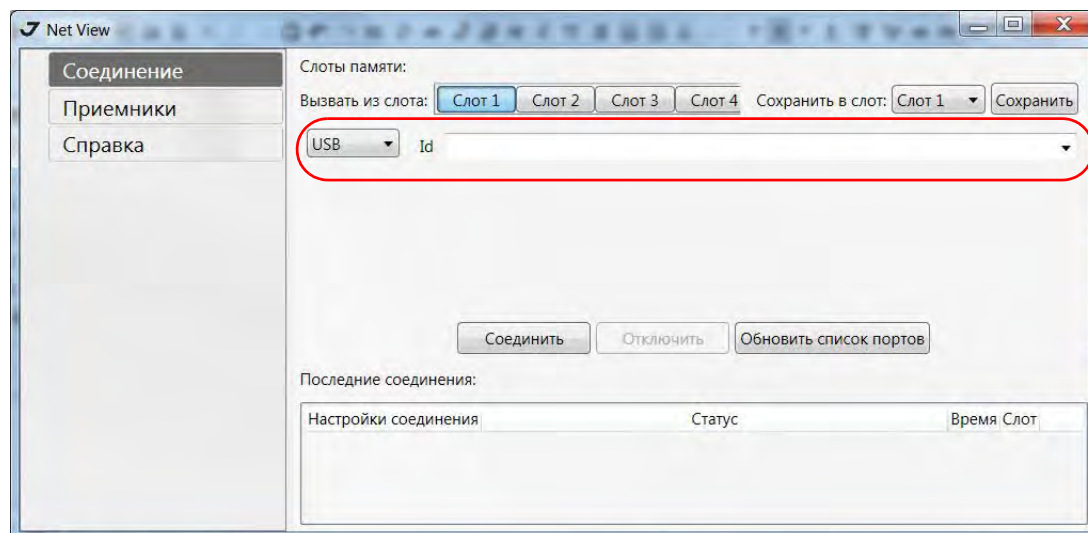 Net View
Соединение
Приемники
Справка
Слоты памяти:
Вызвать из слота: Слот 1 Слот 2 Слот 3 Слот 4 Сохранить в слот: Слот 1 Сохранить
USB Id
Соединить Отключить Обновить список портов
Последние соединения:
Настройки соединения Статус Время Слот